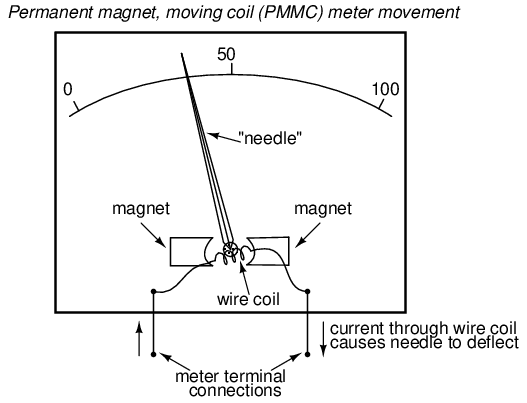 Permanent magnet, moving coil (PMMC) meter movement
50
0
100
"needle"
magnet
magnet
wire coil
current through wire coil
causes needle to deflect
meter terminal
connections